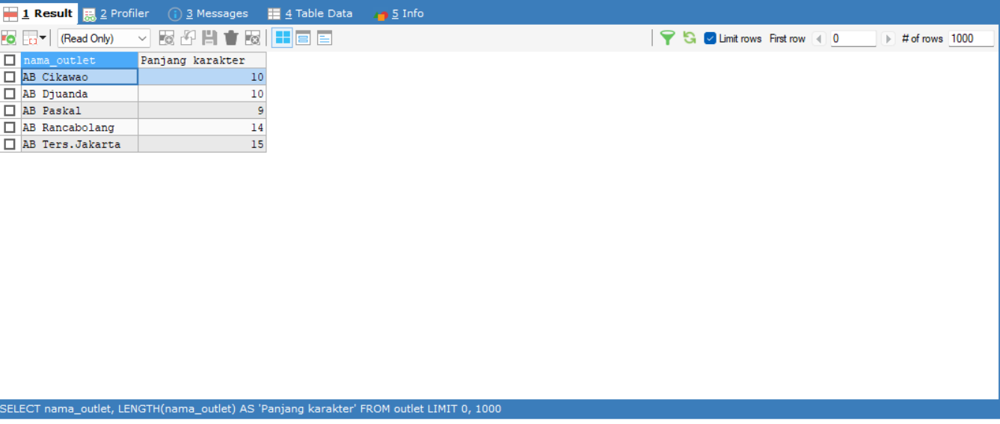 1 Result 2 Profiler 3 Messages 4 Table Data 5 Info
(Read Only) Limit rows First row 0 # of rows 1000
nama_outlet Panjang karakter
AB Cikawao 10
AB Djuanda 10
AB Paskal 9
AB Rancabolang 14
AB Ters.Jakarta 15
SELECT nama_outlet, LENGTH(nama_outlet) AS 'Panjang karakter' FROM outlet LIMIT 0, 1000